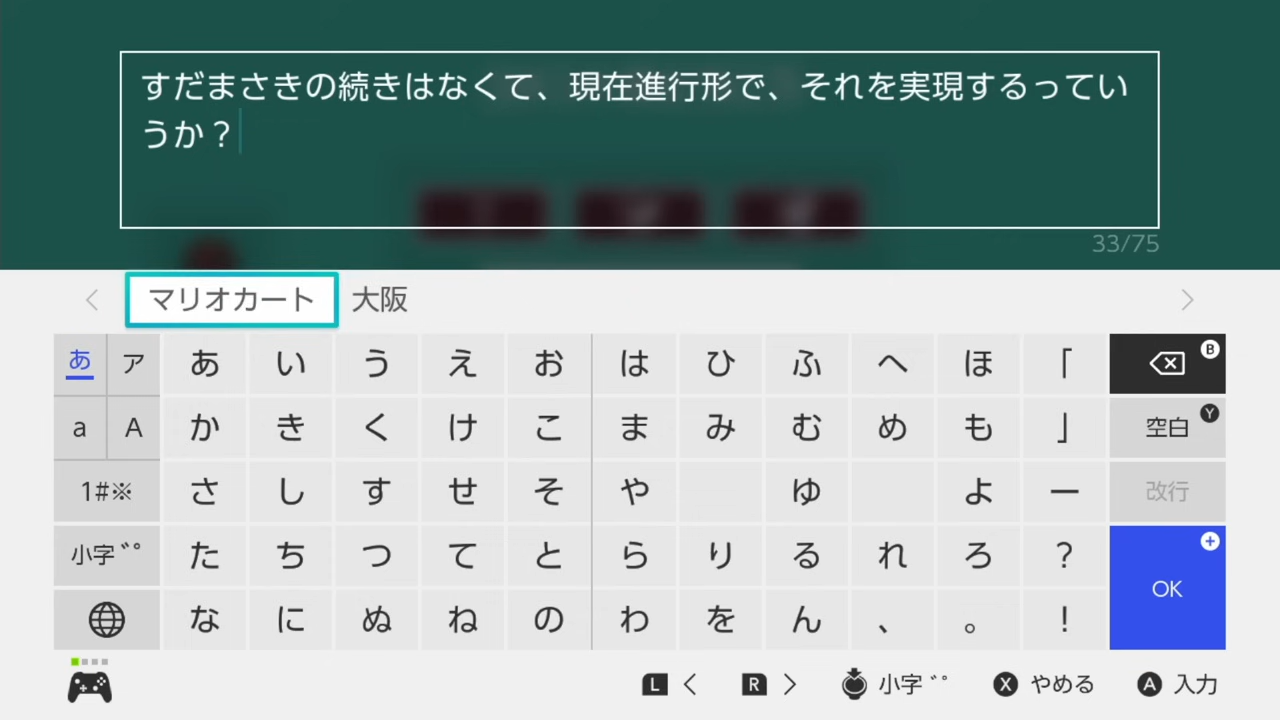 すだまさきの続きはなくて、現在進行形で、それを実現するってい
うか？
33/75
マリオカート 大阪
あ ア あ い う え お は ひ ふ へ ほ 「 B
a A か き く け こ ま み む め も 」 空白 Y
1#※ さ し す せ そ や ゆ よ ー 改行
小字 ゛゜ た ち つ て と ら り る れ ろ ？ +
OK
な に ぬ ね の わ を ん 、 。 ！
L < R > 小字 ゛゜ X やめる A 入力